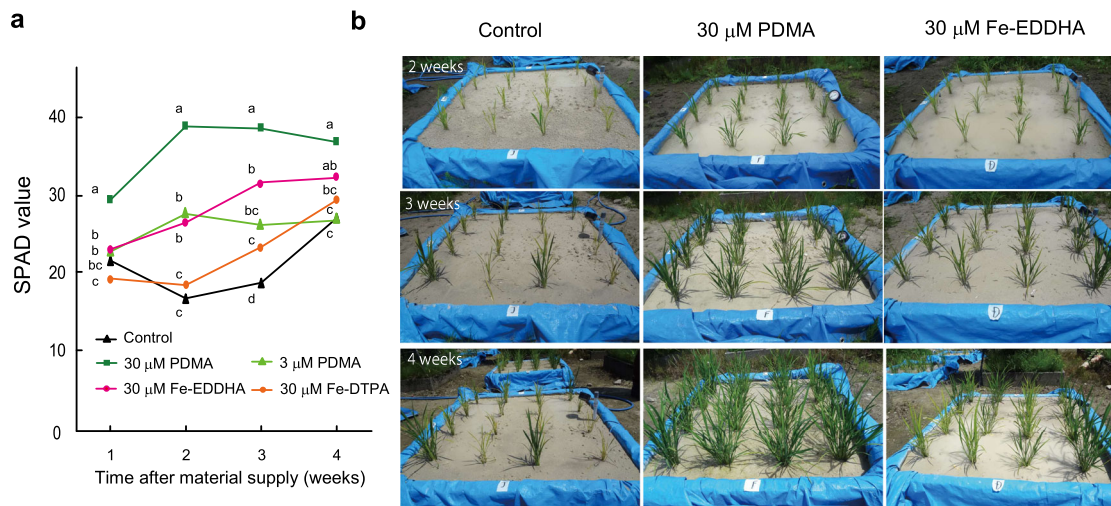 a
SPAD value
40
30
20
10
0
a
a
a
a
b
b
bc
c
b
b
c
c
b
bc
c
d
ab
bc
c
c
Control
30 μM PDMA
3 μM PDMA
30 μM Fe-EDDHA
30 μM Fe-DTPA
1 2 3 4
Time after material supply (weeks)
b
Control
30 μM PDMA
30 μM Fe-EDDHA
2 weeks
3 weeks
4 weeks
F
F